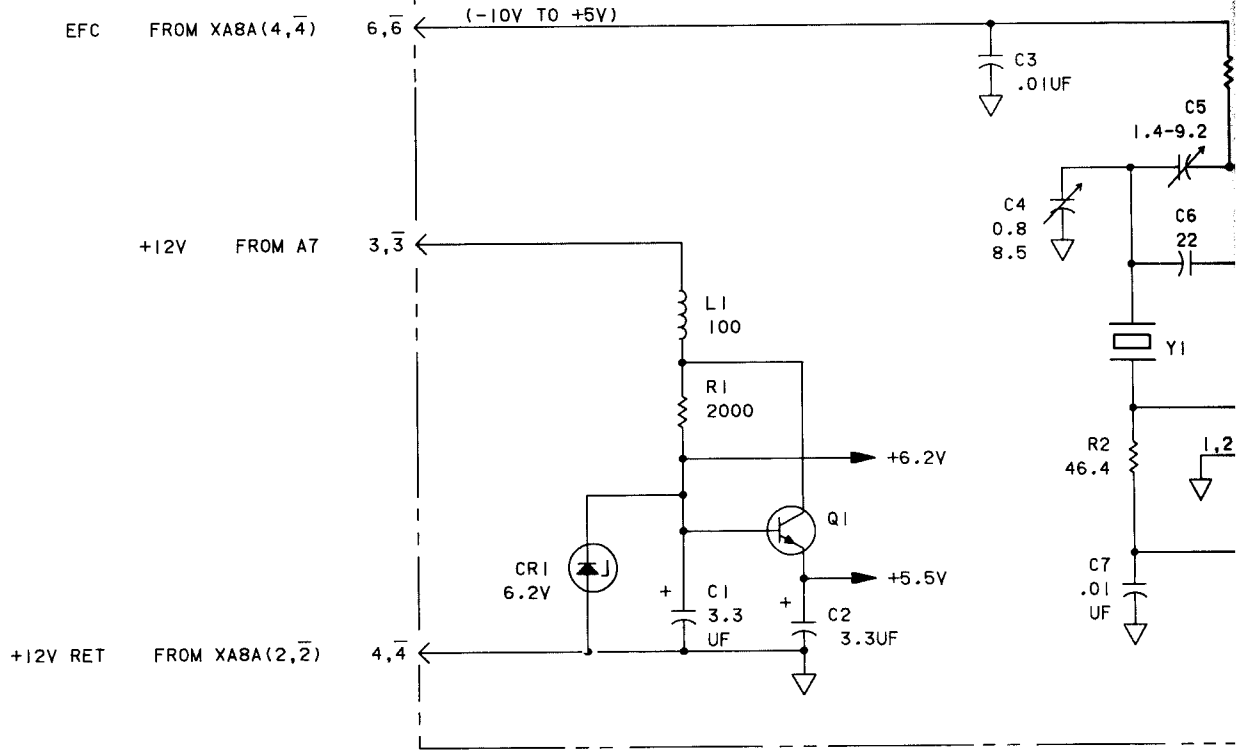 (-10V TO +5V)
EFC FROM XA8A(4,4̅) 6,6̅
C3
.01UF
C5
1.4-9.2
C4
0.8
8.5
C6
22
+12V FROM A7 3,3̅
L1
100
Y1
R1
2000
R2
46.4
1,2
+6.2V
Q1
CR1
6.2V
+5.5V
+ C1
3.3
UF
+ C2
3.3UF
C7
.01
UF
+12V RET FROM XA8A(2,2̅) 4,4̅